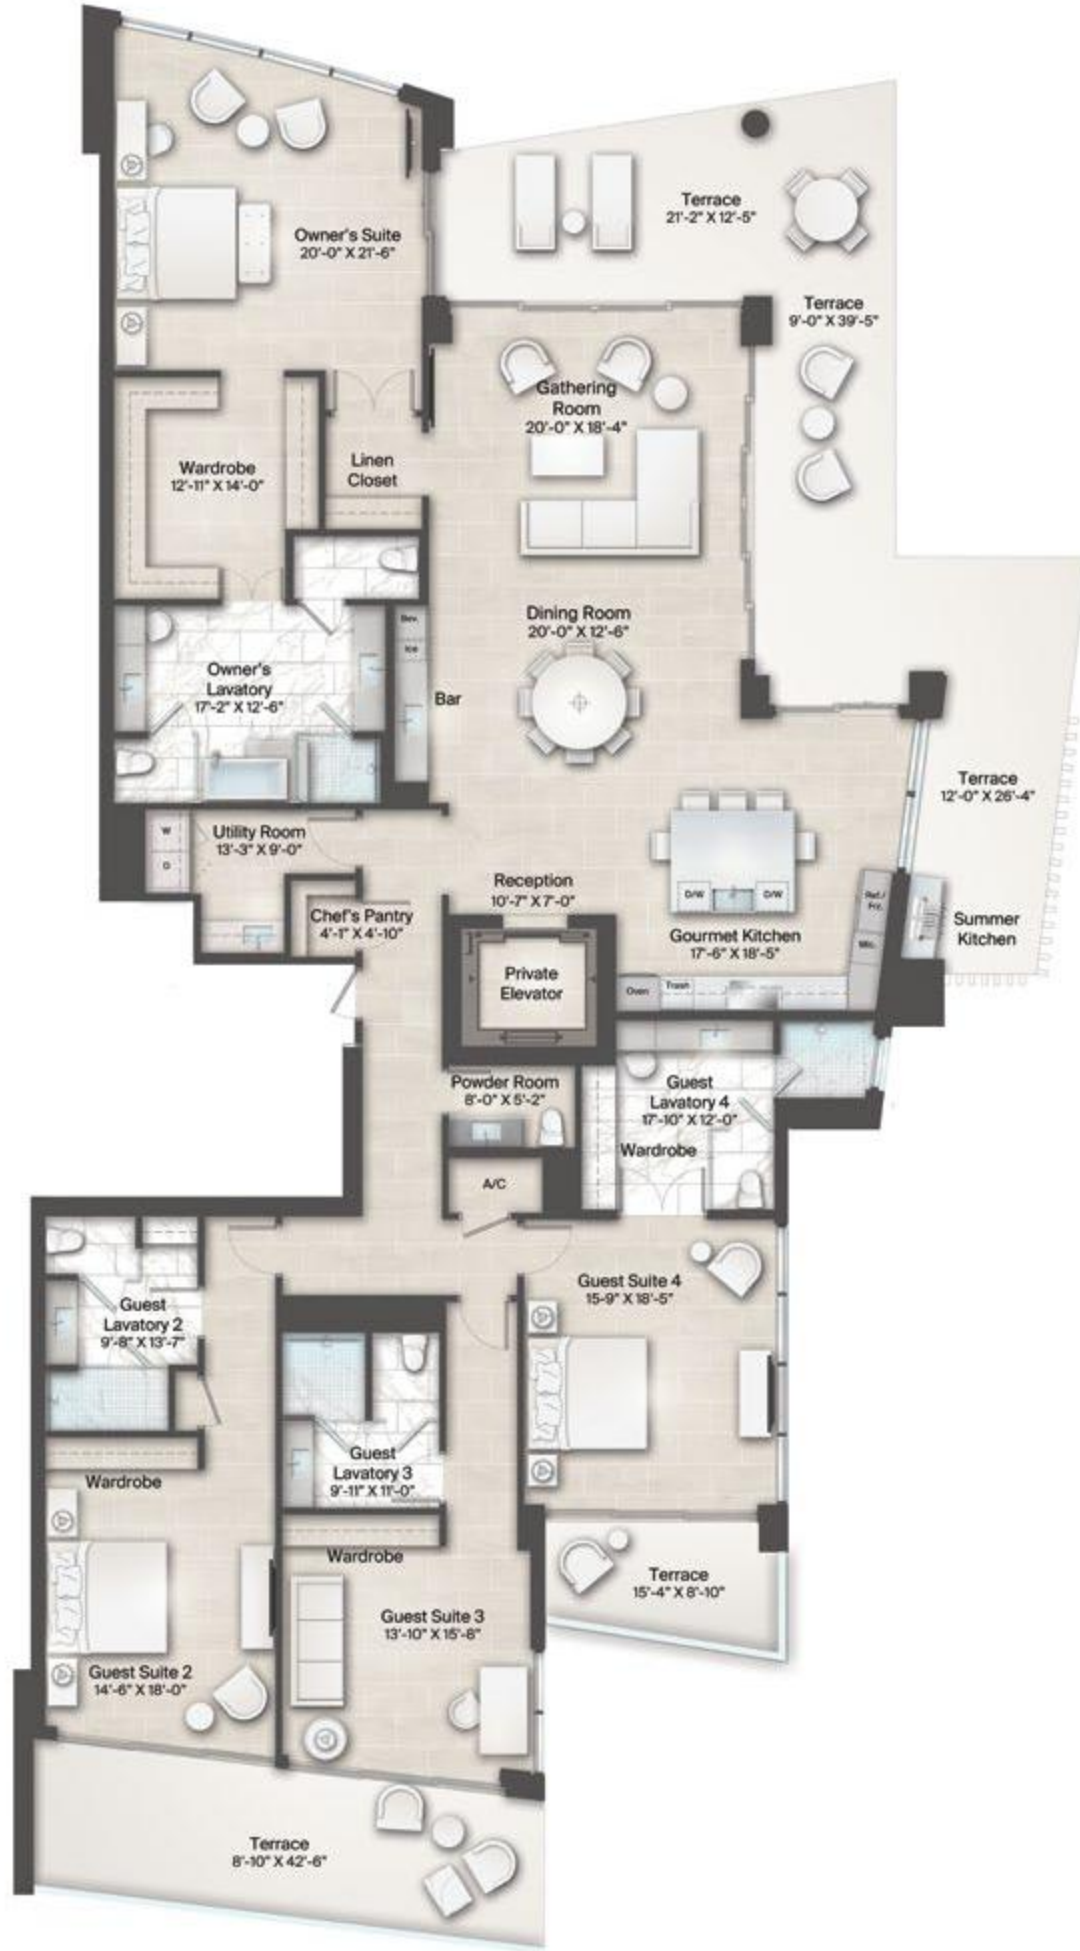 Terrace
21'-2" X 12'-5"
Owner's Suite
20'-0" X 21'-6"
Terrace
9'-0" X 39'-5"
Gathering
Room
20'-0" X 18'-4"
Linen
Closet
Wardrobe
12'-11" X 14'-0"
Dining Room
20'-0" X 12'-6"
Bev.
Ice
Bar
Owner's
Lavatory
17'-2" X 12'-6"
Terrace
12'-0" X 26'-4"
W
D
Utility Room
13'-3" X 9'-0"
Reception
10'-7" X 7'-0"
D/W
D/W
Ref./
Frz.
Chef's Pantry
4'-1" X 4'-10"
Summer
Kitchen
Gourmet Kitchen
17'-6" X 18'-5"
Mic.
Private
Elevator
Oven
Trash
Powder Room
8'-0" X 5'-2"
Guest
Lavatory 4
17'-10" X 12'-0"
Wardrobe
A/C
Guest Suite 4
15-9" X 18'-5"
Guest
Lavatory 2
9'-8" X 13'-7"
Guest
Lavatory 3
9'-11" X 11'-0"
Wardrobe
Wardrobe
Terrace
15'-4" X 8'-10"
Guest Suite 3
13'-10" X 15'-8"
Guest Suite 2
14'-6" X 18'-0"
Terrace
8'-10" X 42'-6"